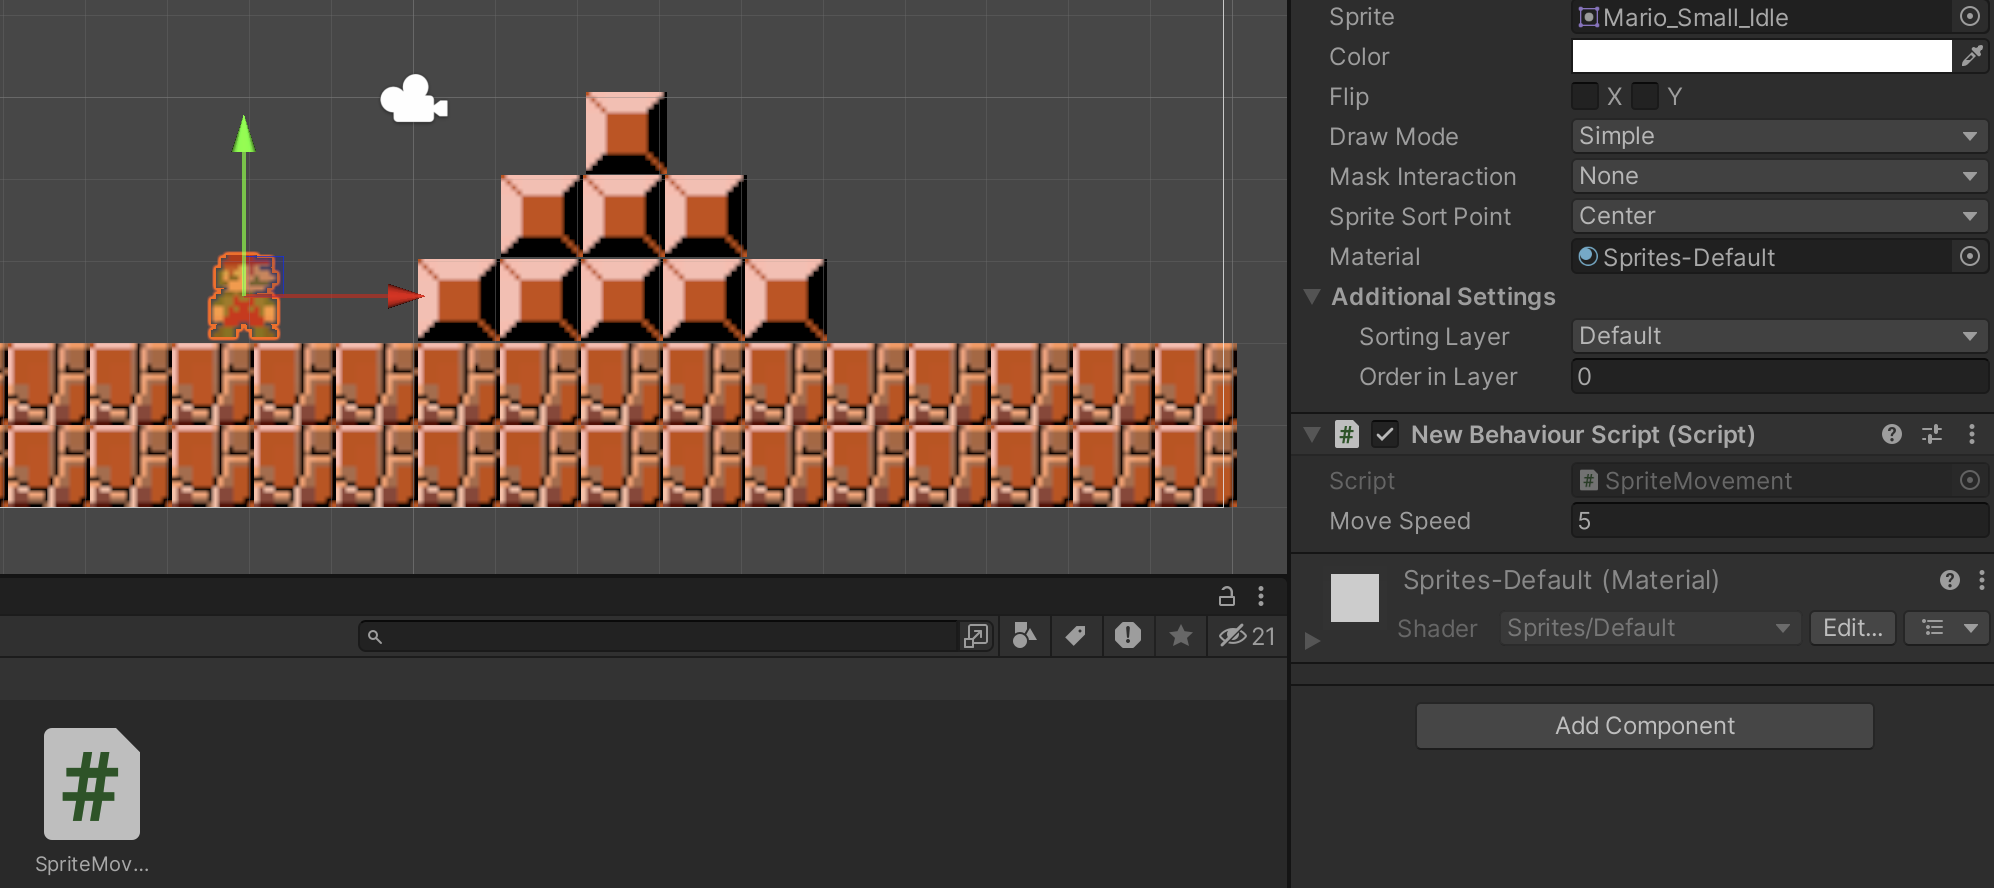 Sprite Mario_Small_Idle
Color
Flip X Y
Draw Mode Simple
Mask Interaction None
Sprite Sort Point Center
Material Sprites-Default
Additional Settings
Sorting Layer Default
Order in Layer 0
# New Behaviour Script (Script)
Script # SpriteMovement
Move Speed 5
Sprites-Default (Material)
Shader Sprites/Default Edit...
Add Component
21
#
SpriteMov...